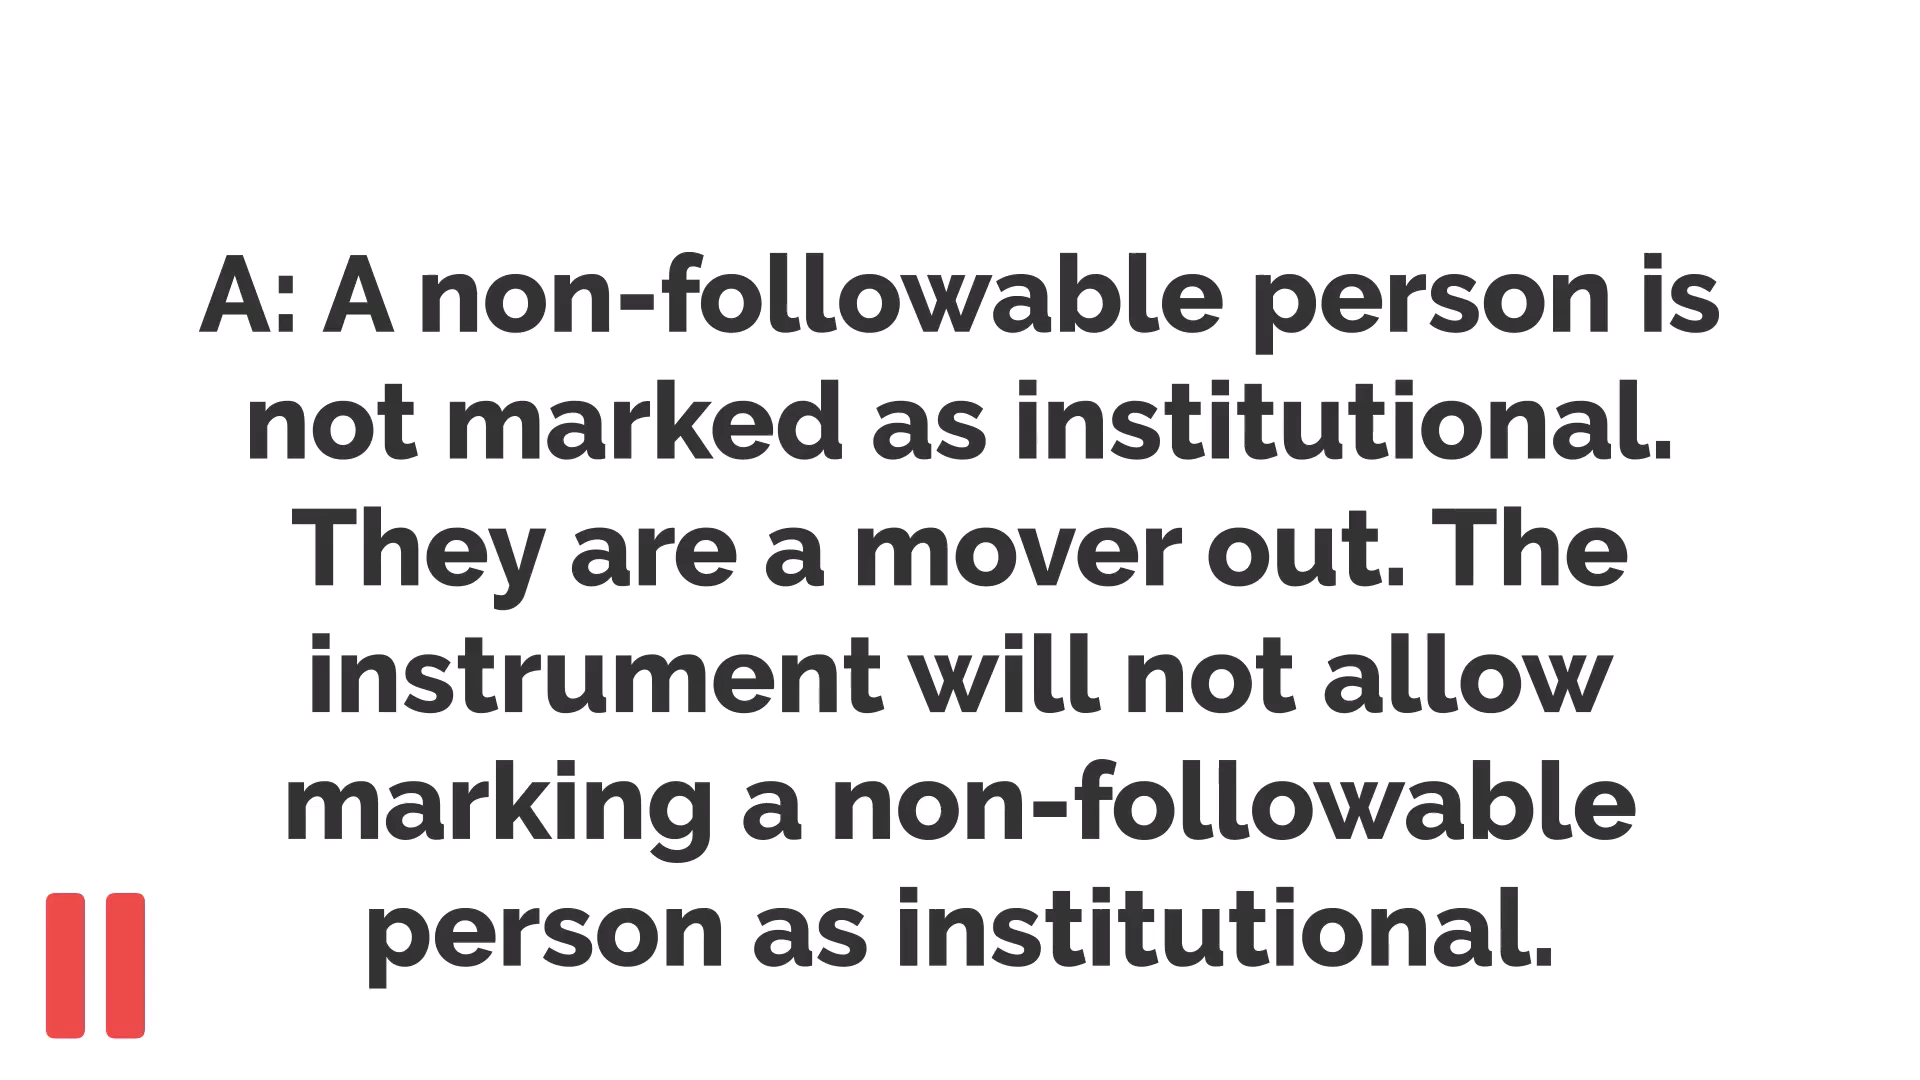 A: A non-followable person is
not marked as institutional.
They are a mover out. The
instrument will not allow
marking a non-followable
person as institutional.